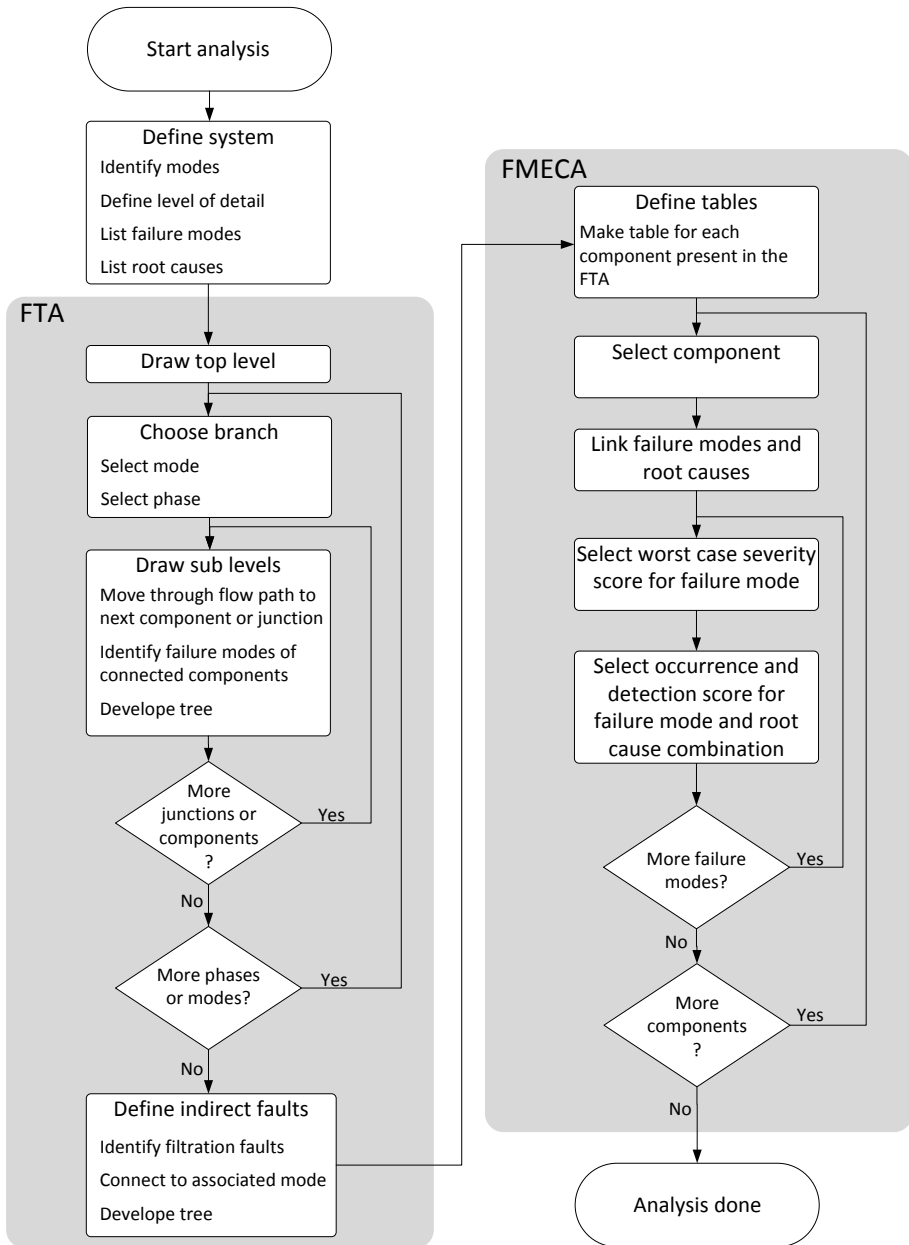 Start analysis
Define system
Identify modes
Define level of detail
List failure modes
List root causes
FTA
Draw top level
Choose branch
Select mode
Select phase
Draw sub levels
Move through flow path to
next component or junction
Identify failure modes of
connected components
Develope tree
More
junctions or
components
?
Yes
No
More phases
or modes?
Yes
No
Define indirect faults
Identify filtration faults
Connect to associated mode
Develope tree
FMECA
Define tables
Make table for each
component present in the
FTA
Select component
Link failure modes and
root causes
Select worst case severity
score for failure mode
Select occurrence and
detection score for
failure mode and root
cause combination
More failure
modes?
Yes
No
More
components
?
Yes
No
Analysis done